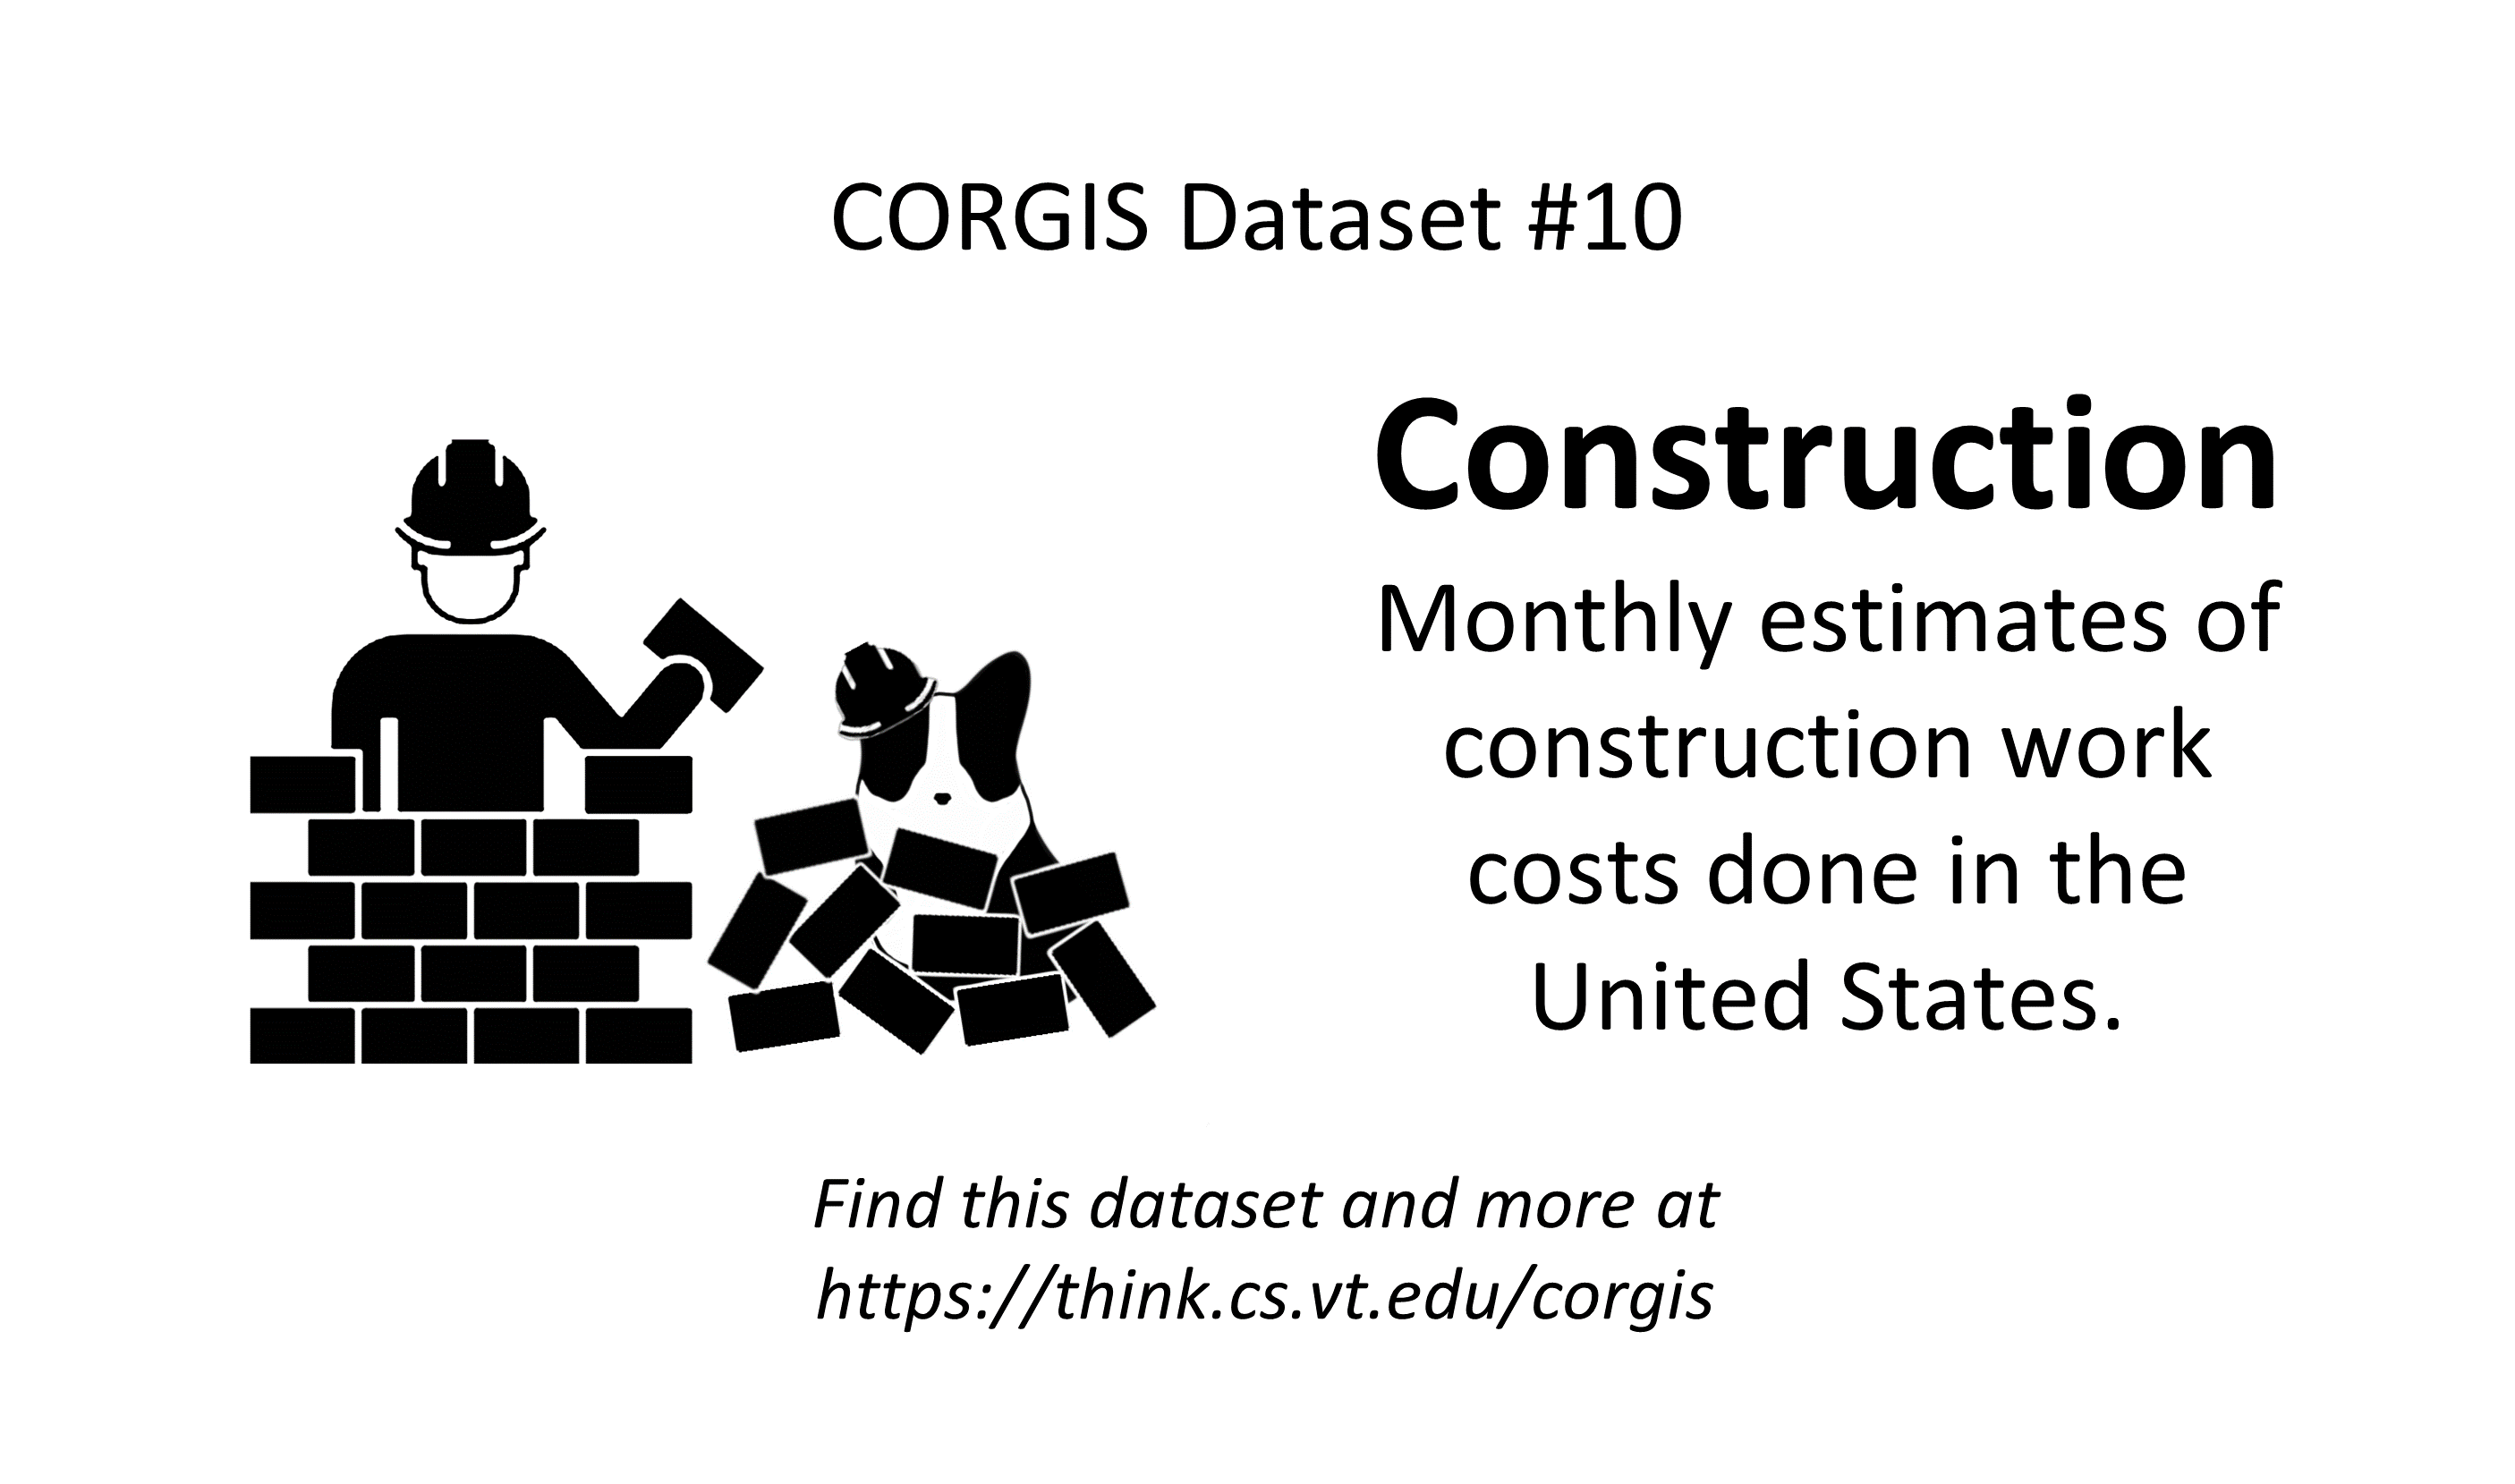 CORGIS Dataset #10
Construction
Monthly estimates of
construction work
costs done in the
United States.
Find this dataset and more at
https://think.cs.vt.edu/corgis